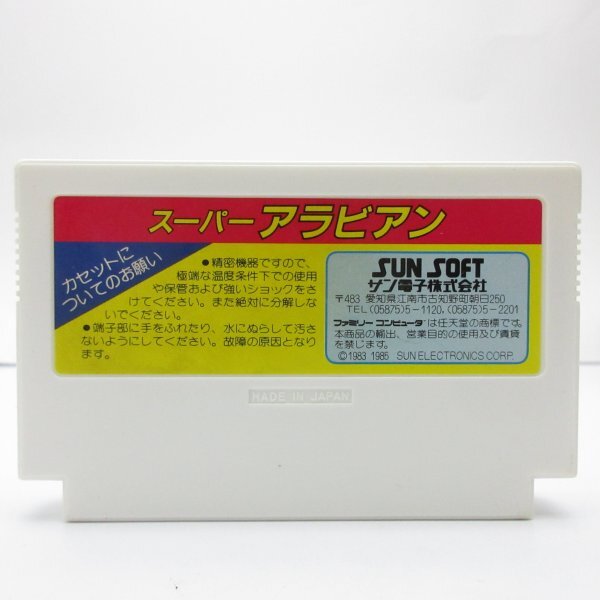 スーパーアラビアン
カセットに
ついてのお願い
●精密機器ですので、
極端な温度条件下での使用
や保管および強いショックをさ
けてください。また絶対に分解しな
いでください。
●端子部に手をふれたり、水にぬらして汚さ
ないようにしてください。故障の原因となり
ます。
SUN SOFT
サン電子株式会社
〒483 愛知県江南市古知野町朝日250
TEL(05875)5-1120,(05875)5-2201
ファミリーコンピュータは任天堂の商標です。
本商品の輸出、営業目的の使用及び賃貸
を禁じます。
©1983 1985 SUN ELECTRONICS CORP.
MADE IN JAPAN